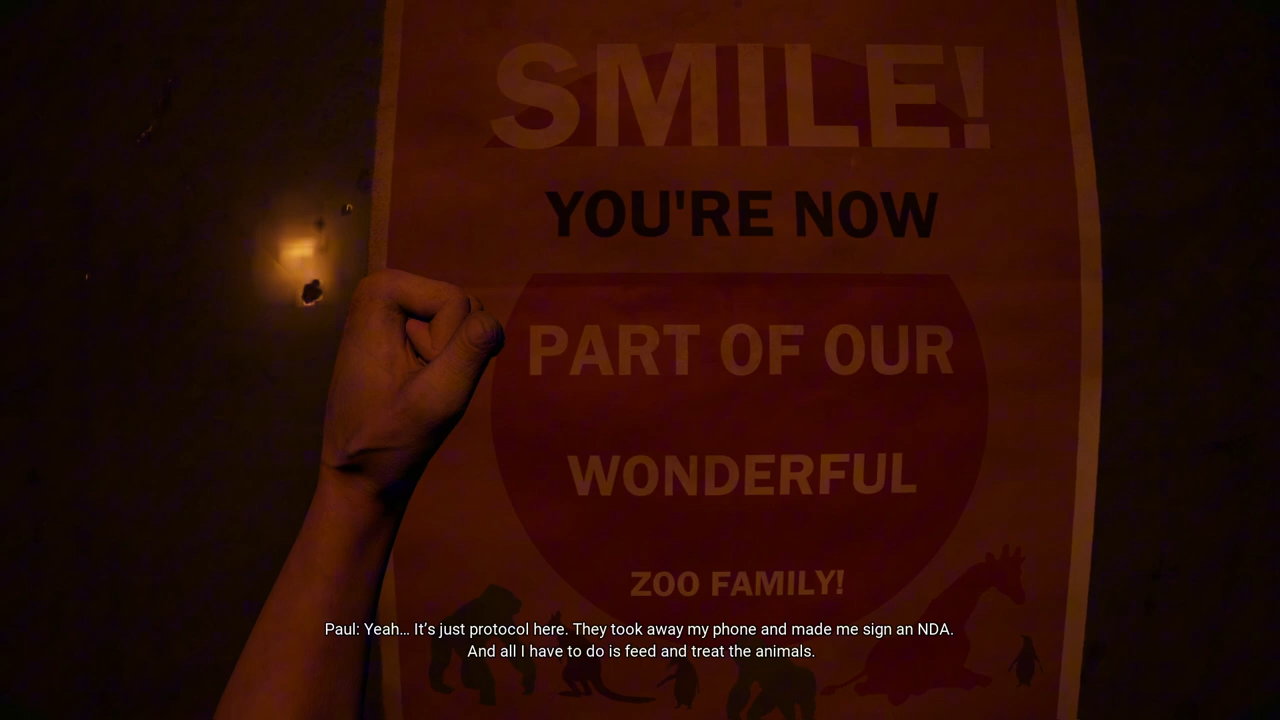 SMILE!
YOU'RE NOW
PART OF OUR
WONDERFUL
ZOO FAMILY!
Paul: Yeah... It’s just protocol here. They took away my phone and made me sign an NDA.
And all I have to do is feed and treat the animals.